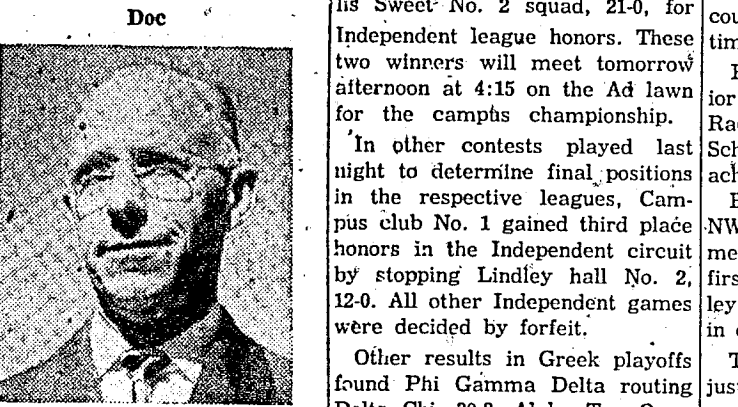 Doc
lis Sweet No. 2 squad, 21-0, for
Independent league honors. These
two winners will meet tomorrow
afternoon at 4:15 on the Ad lawn
for the campus championship.
In other contests played last
night to determine final positions
in the respective leagues, Cam-
pus club No. 1 gained third place
honors in the Independent circuit
by stopping Lindley hall No. 2,
12-0. All other Independent games
were decided by forfeit.
Other results in Greek playoffs
found Phi Gamma Delta routing
cou
tim
ior
Ra
Sch
ach
NW
me
firs
ley
in
T
jus